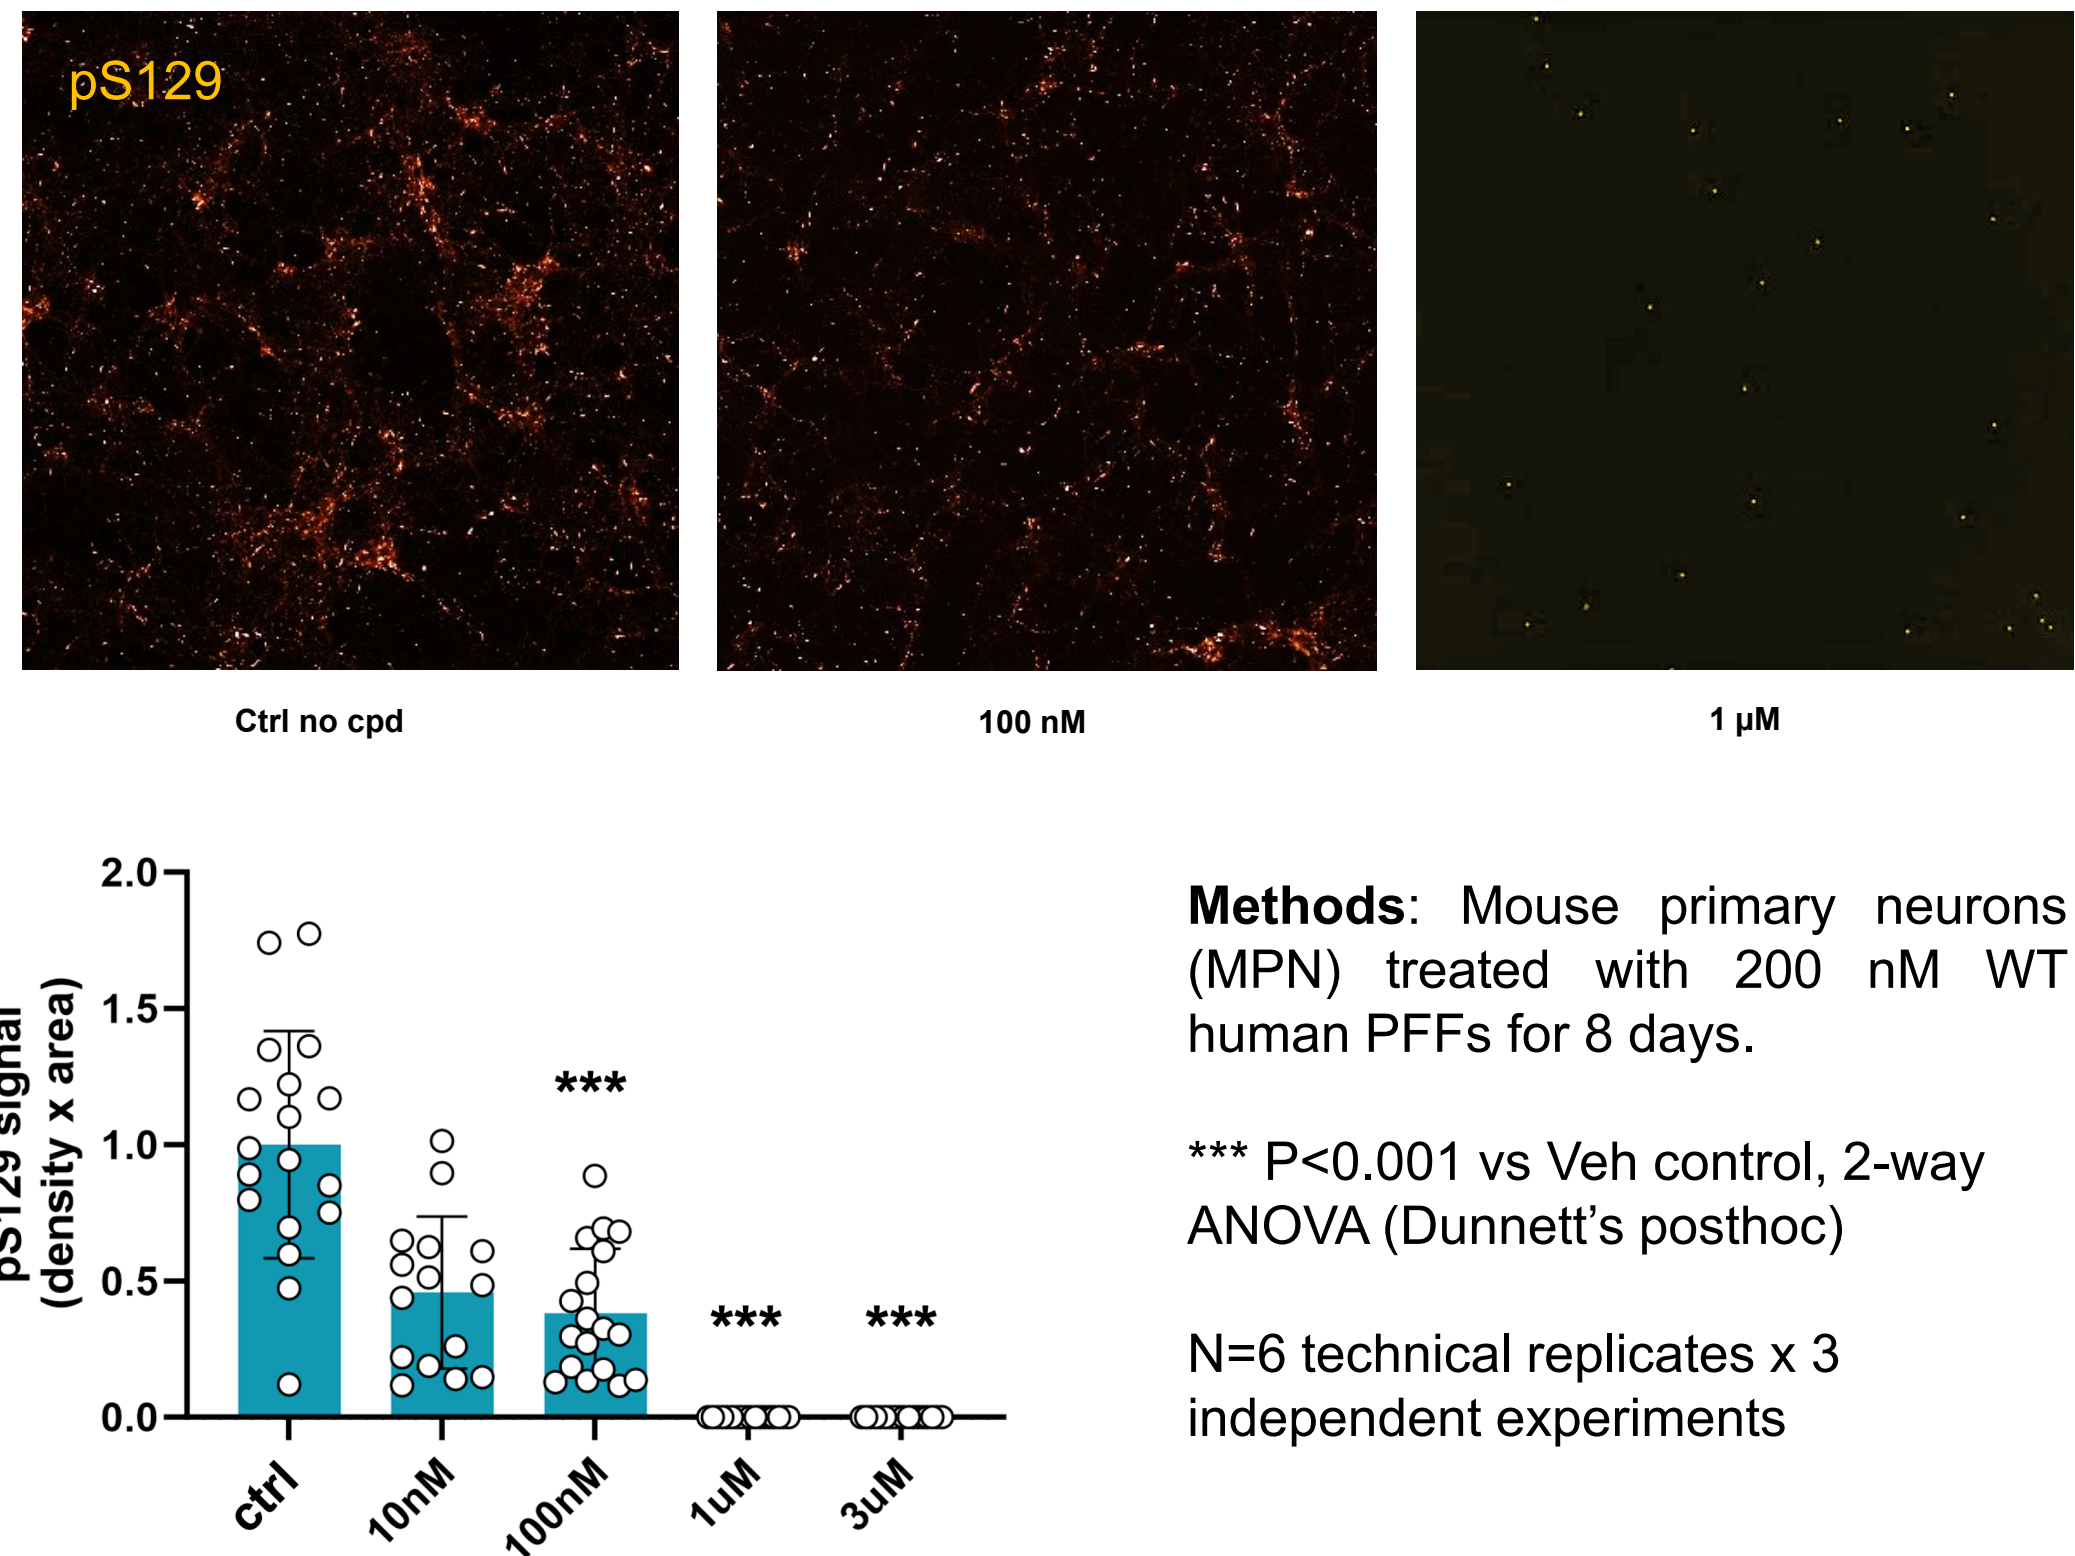 pS129
Ctrl no cpd
100 nM
1 µM
pS129 signal
(density x area)
2.0
1.5
1.0
0.5
0.0
***
***
***
ctrl
10nM
100nM
1uM
3uM
Methods: Mouse primary neurons
(MPN) treated with 200 nM WT
human PFFs for 8 days.
*** P<0.001 vs Veh control, 2-way
ANOVA (Dunnett’s posthoc)
N=6 technical replicates x 3
independent experiments